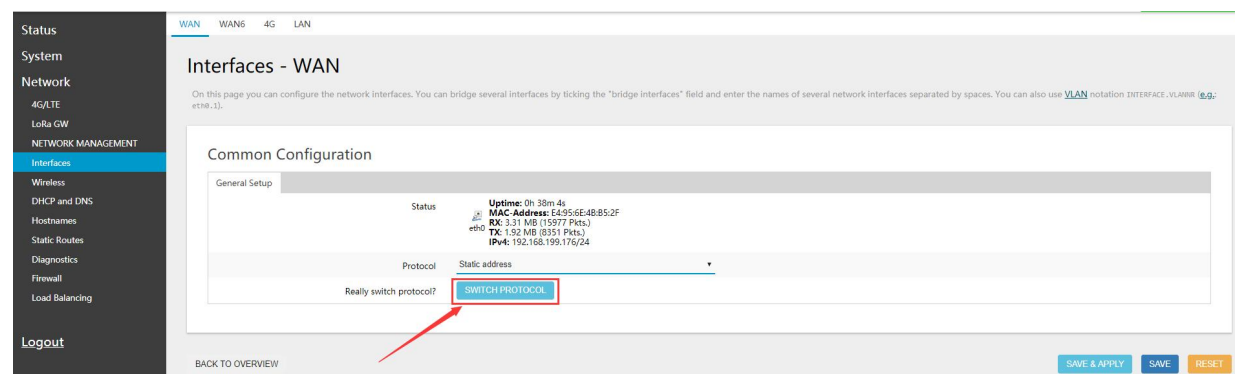 Status
System
Network
4G/LTE
LoRa GW
NETWORK MANAGEMENT
Interfaces
Wireless
DHCP and DNS
Hostnames
Static Routes
Diagnostics
Firewall
Load Balancing
Logout
WAN WAN6 4G LAN
Interfaces - WAN
On this page you can configure the network interfaces. You can bridge several interfaces by ticking the "bridge interfaces" field and enter the names of several network interfaces separated by spaces. You can also use VLAN notation INTERFACE.VLANNR (e.g.:
eth0.1).
Common Configuration
General Setup
Status
eth0
Uptime: 0h 38m 4s
MAC-Address: E4:95:6E:4B:B5:2F
RX: 3.31 MB (15977 Pkts.)
TX: 1.92 MB (8351 Pkts.)
IPv4: 192.168.199.176/24
Protocol Static address
Really switch protocol? SWITCH PROTOCOL
BACK TO OVERVIEW SAVE & APPLY SAVE RESET